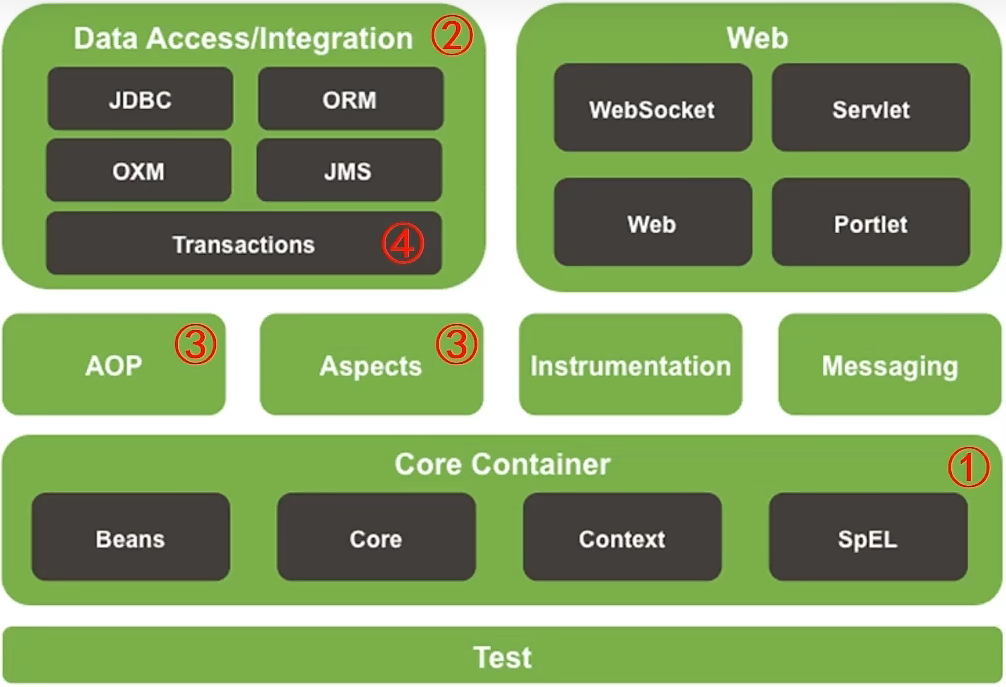 Data Access/Integration ②
JDBC
ORM
OXM
JMS
Transactions ④
Web
WebSocket
Servlet
Web
Portlet
AOP ③
Aspects ③
Instrumentation
Messaging
Core Container ①
Beans
Core
Context
SpEL
Test